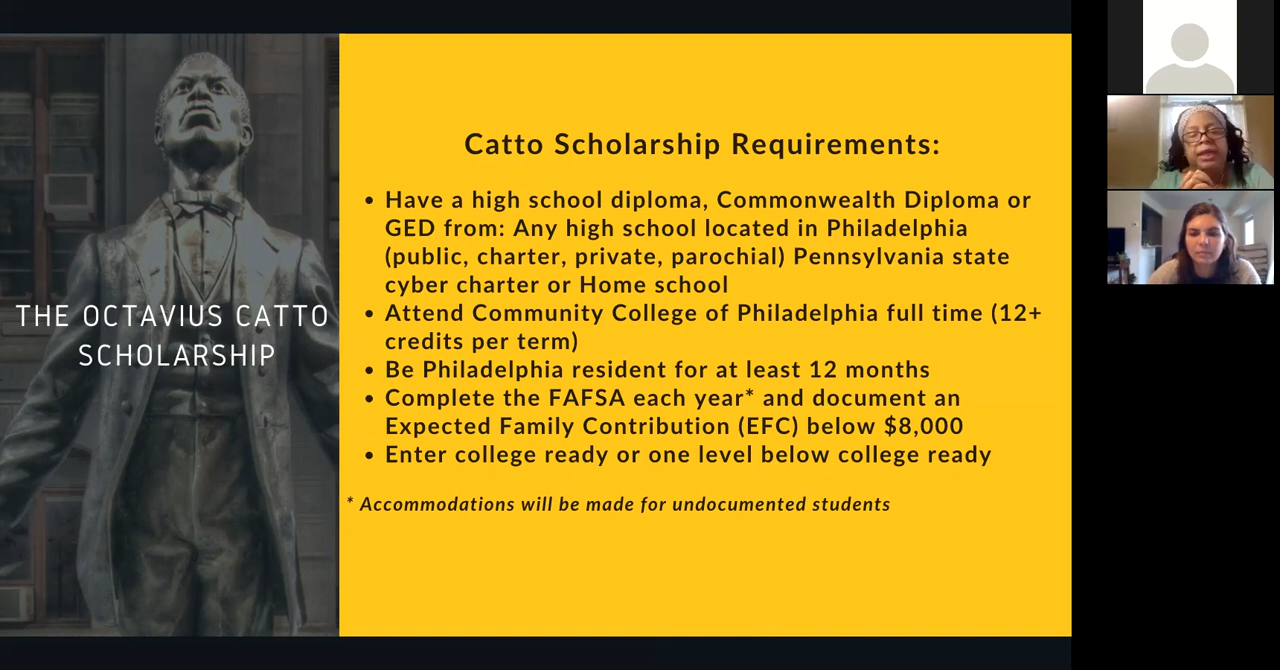 THE OCTAVIUS CATTO
SCHOLARSHIP
Catto Scholarship Requirements:
• Have a high school diploma, Commonwealth Diploma or
GED from: Any high school located in Philadelphia
(public, charter, private, parochial) Pennsylvania state
cyber charter or Home school
• Attend Community College of Philadelphia full time (12+
credits per term)
• Be Philadelphia resident for at least 12 months
• Complete the FAFSA each year* and document an
Expected Family Contribution (EFC) below $8,000
• Enter college ready or one level below college ready
* Accommodations will be made for undocumented students